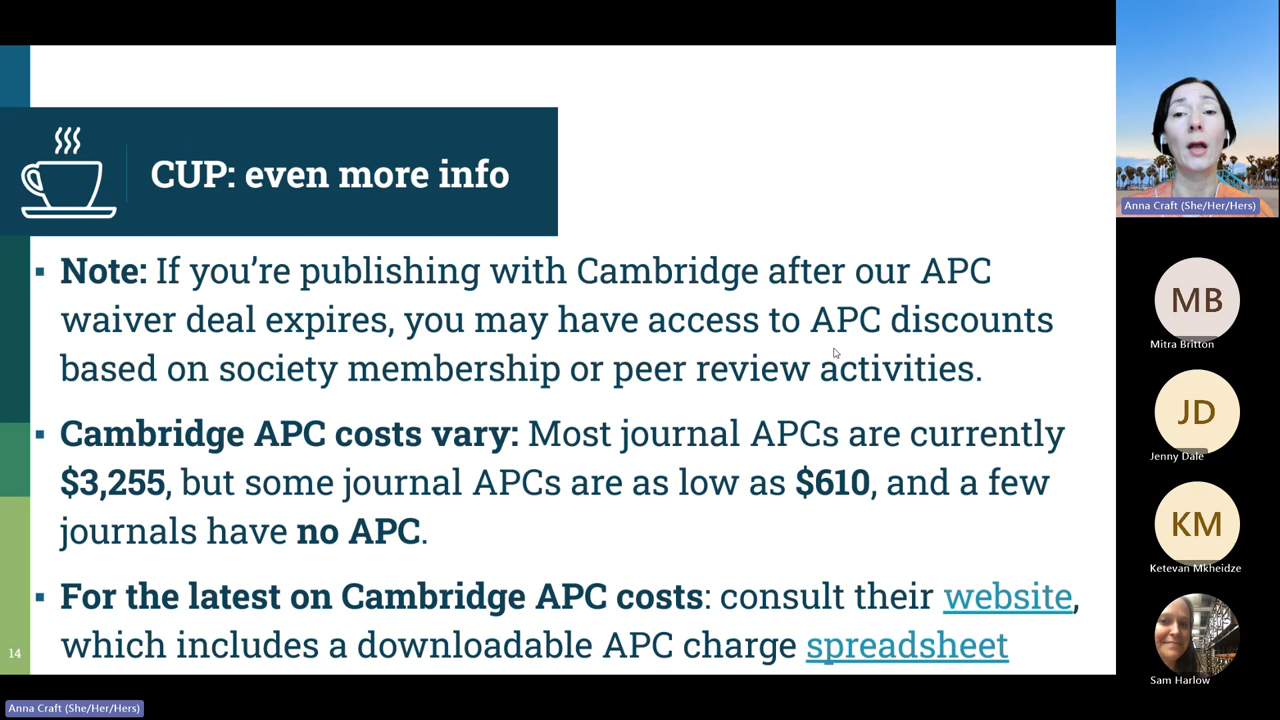 CUP: even more info
Note: If you're publishing with Cambridge after our APC
waiver deal expires, you may have access to APC discounts
based on society membership or peer review activities.
Cambridge APC costs vary: Most journal APCs are currently
$3,255, but some journal APCs are as low as $610, and a few
journals have no APC.
For the latest on Cambridge APC costs: consult their website,
which includes a downloadable APC charge spreadsheet
14
Anna Craft (She/Her/Hers)
Anna Craft (She/Her/Hers)
MB
Mitra Britton
JD
Jenny Dale
KM
Ketevan Mkheidze
Sam Harlow